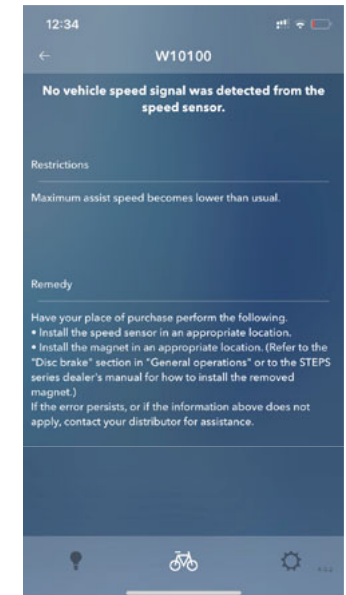 12:34
W10100
No vehicle speed signal was detected from the
speed sensor.
Restrictions
Maximum assist speed becomes lower than usual.
Remedy
Have your place of purchase perform the following.
• Install the speed sensor in an appropriate location.
• Install the magnet in an appropriate location. (Refer to the
"Disc brake" section in "General operations" or to the STEPS
series dealer's manual for how to install the removed
magnet.)
If the error persists, or if the information above does not
apply, contact your distributor for assistance.